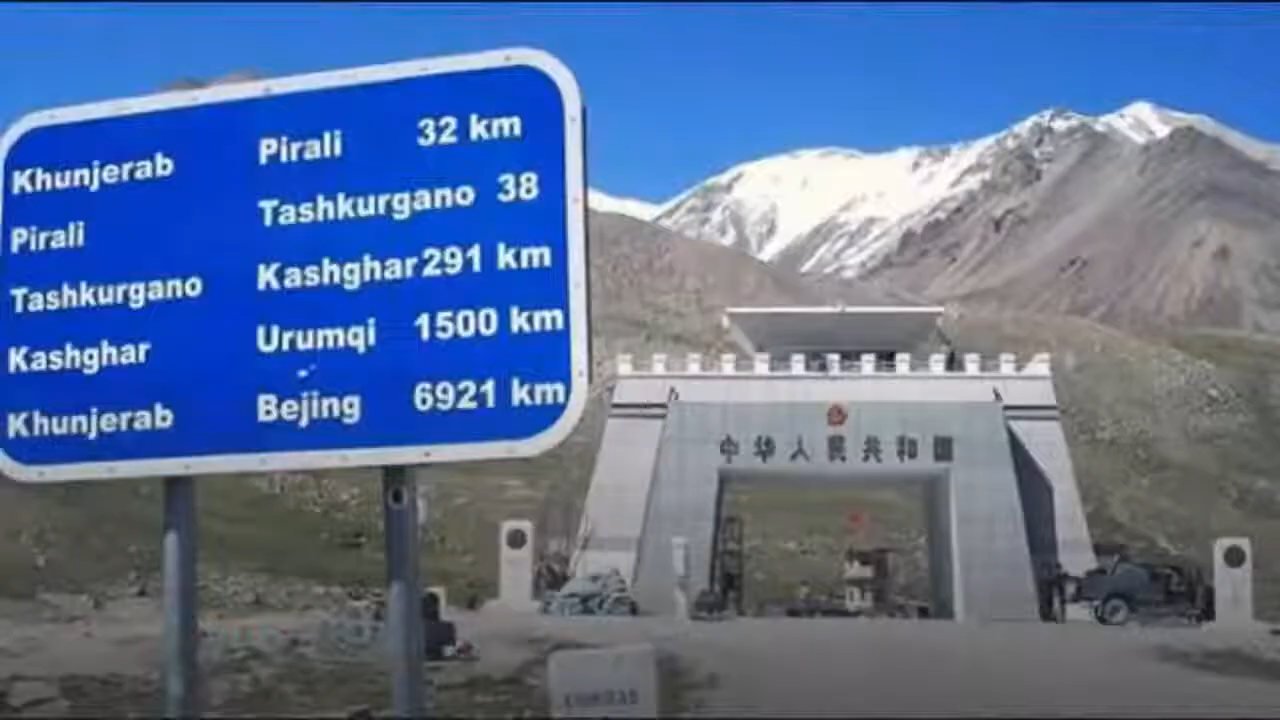 Khunjerab Pirali 32 km
Pirali Tashkurgano 38
Tashkurgano Kashghar 291 km
Kashghar Urumqi 1500 km
Khunjerab Bejing 6921 km
中华人民共和国